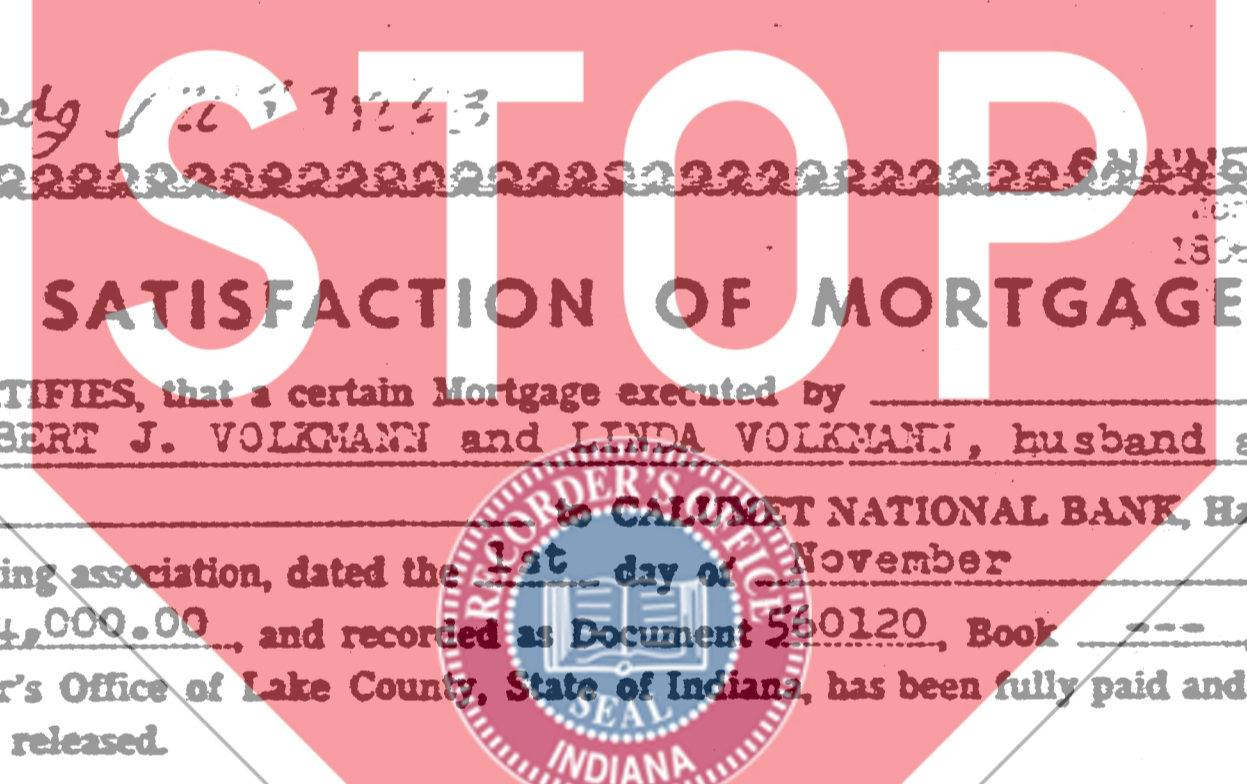 STOP
SATISFACTION OF MORTGAGE
TIFIES, that a certain Mortgage executed by
BERT J. VOLKMANN and LINDA VOLKMANN, husband a
to CALUMET NATIONAL BANK, Ha
ing association, dated the 1st day of November
4,000.00, and recorded as Document 560120, Book ---
r's Office of Lake County, State of Indiana, has been fully paid and
released.
RECORDER'S OFFICE
SEAL
INDIANA